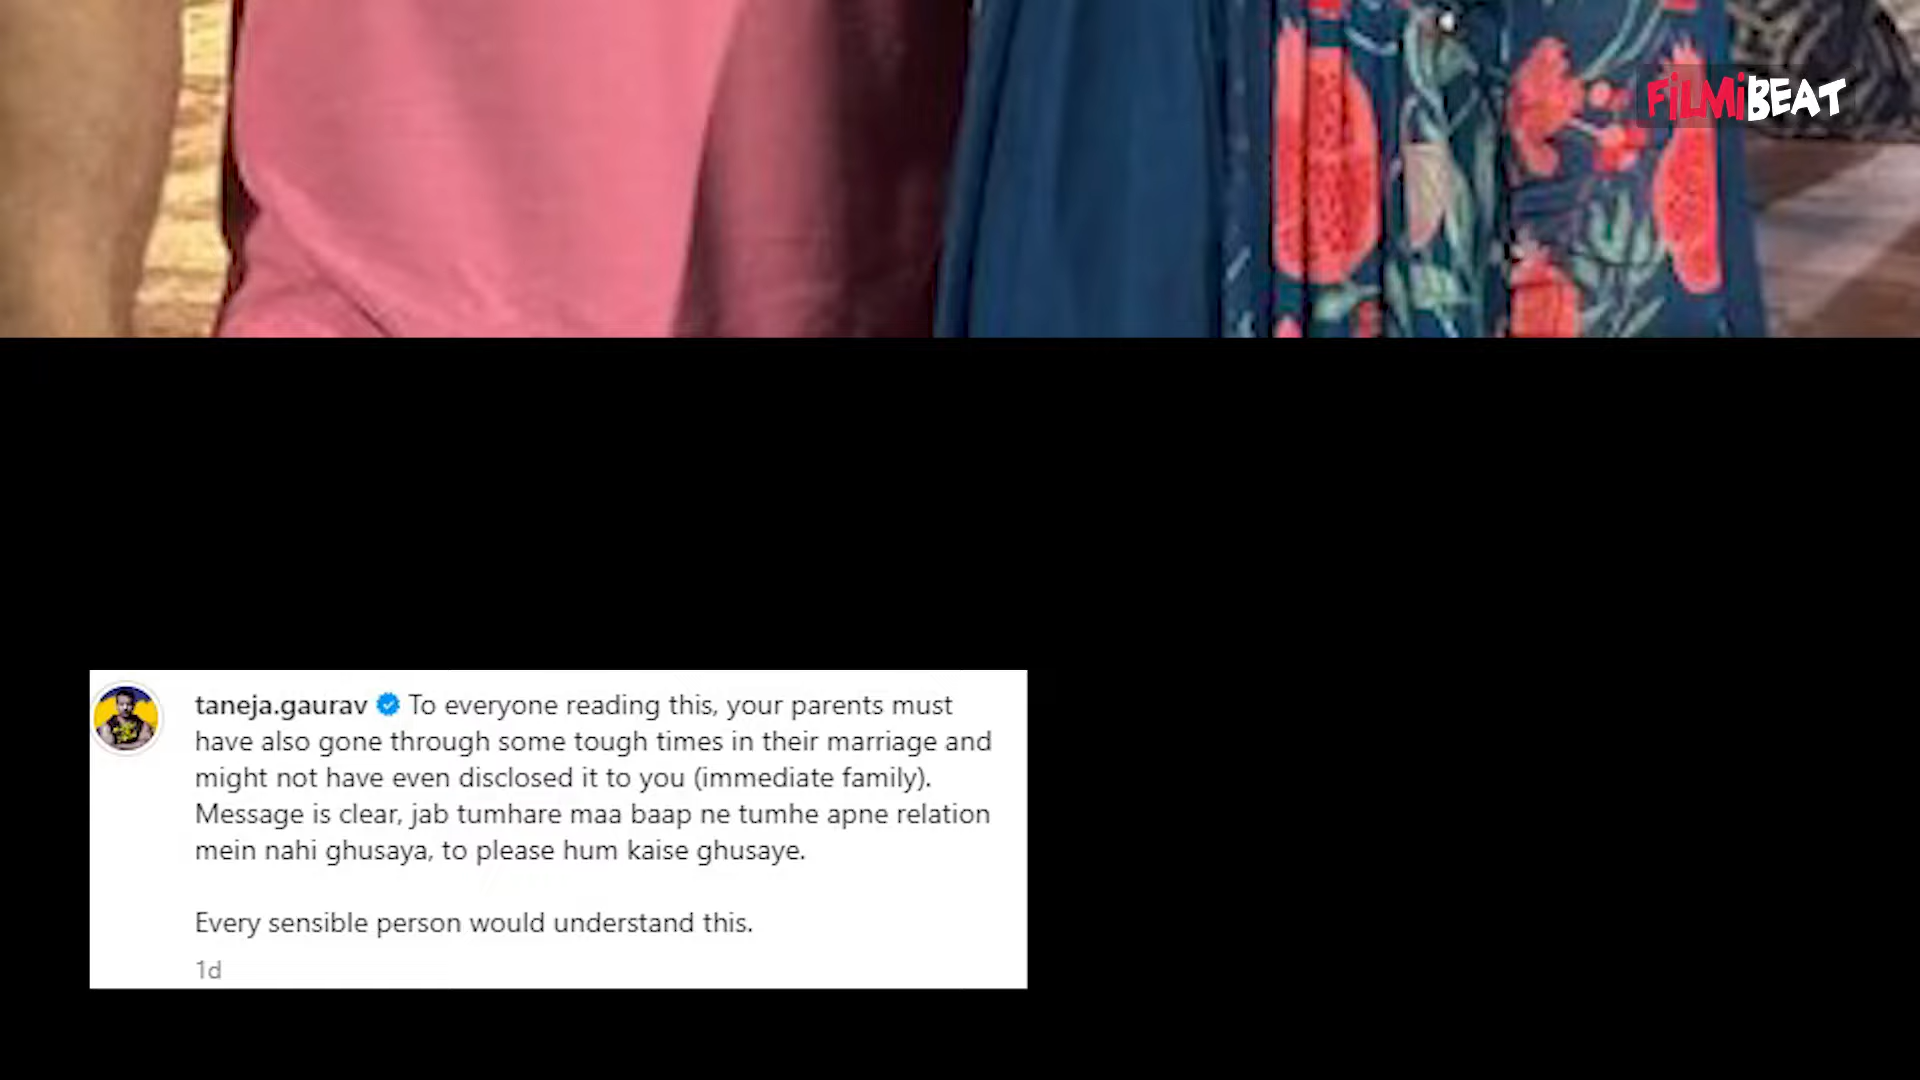 FiLMiBEAT
taneja.gaurav To everyone reading this, your parents must
have also gone through some tough times in their marriage and
might not have even disclosed it to you (immediate family).
Message is clear, jab tumhare maa baap ne tumhe apne relation
mein nahi ghusaya, to please hum kaise ghusaye.
Every sensible person would understand this.
1d